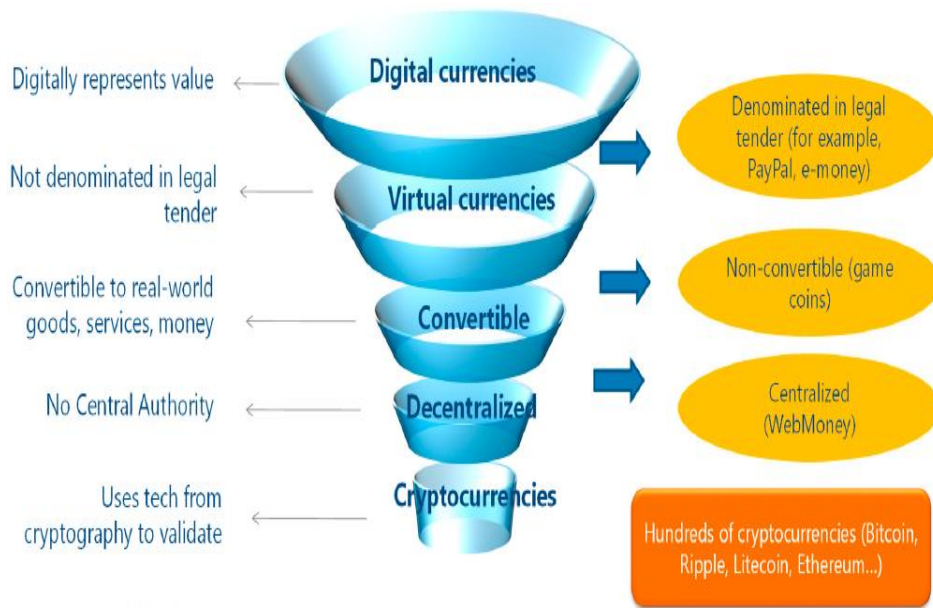 Digital currencies
Digitally represents value
Denominated in legal
tender (for example,
PayPal, e-money)
Not denominated in legal
tender
Virtual currencies
Non-convertible (game
coins)
Convertible to real-world
goods, services, money
Convertible
Centralized
(WebMoney)
No Central Authority
Decentralized
Uses tech from
cryptography to validate
Cryptocurrencies
Hundreds of cryptocurrencies (Bitcoin,
Ripple, Litecoin, Ethereum...)